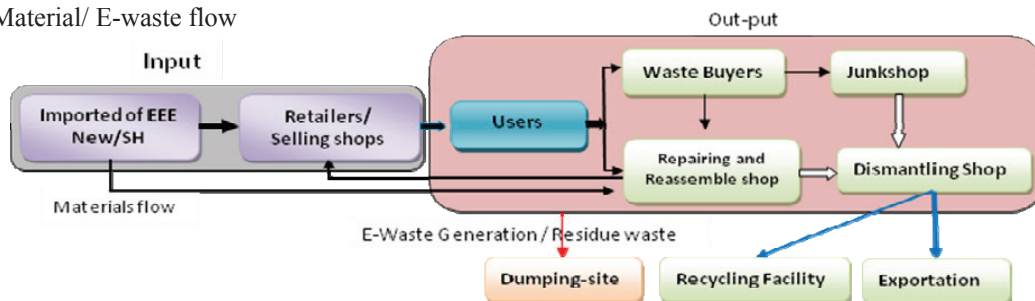 Material/ E-waste flow
Out-put
Input
Imported of EEE
New/SH
Retailers/
Selling shops
Users
Waste Buyers
Junkshop
Repairing and
Reassemble shop
Dismantling Shop
Materials flow
E-Waste Generation / Residue waste
Dumping-site
Recycling Facility
Exportation